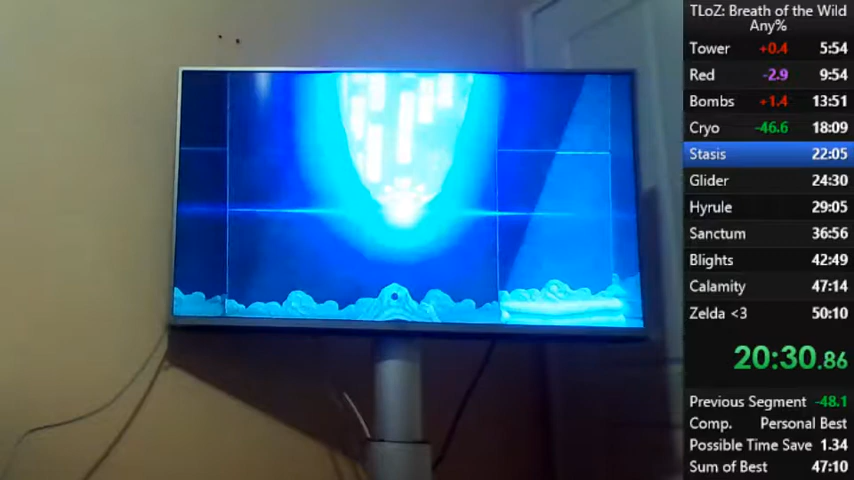 TLoZ: Breath of the Wild
Any%
Tower +0.4 5:54
Red -2.9 9:54
Bombs +1.4 13:51
Cryo -46.6 18:09
Stasis 22:05
Glider 24:30
Hyrule 29:05
Sanctum 36:56
Blights 42:49
Calamity 47:14
Zelda <3 50:10
20:30.86
Previous Segment -48.1
Comp. Personal Best
Possible Time Save 1.34
Sum of Best 47:10